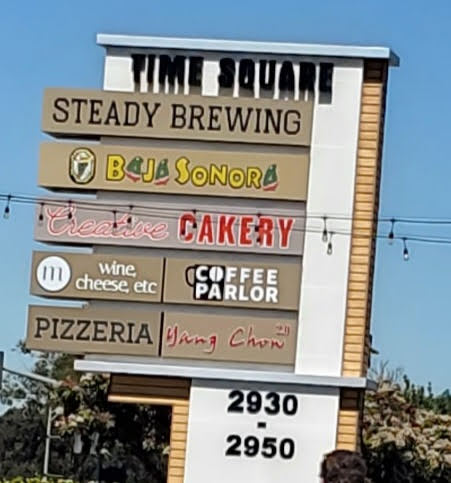 TIME SQUARE
STEADY BREWING
BAJA SONORA
Creative CAKERY
m wine, cheese, etc
COFFEE PARLOR
PIZZERIA
Yang Chow
2930
-
2950